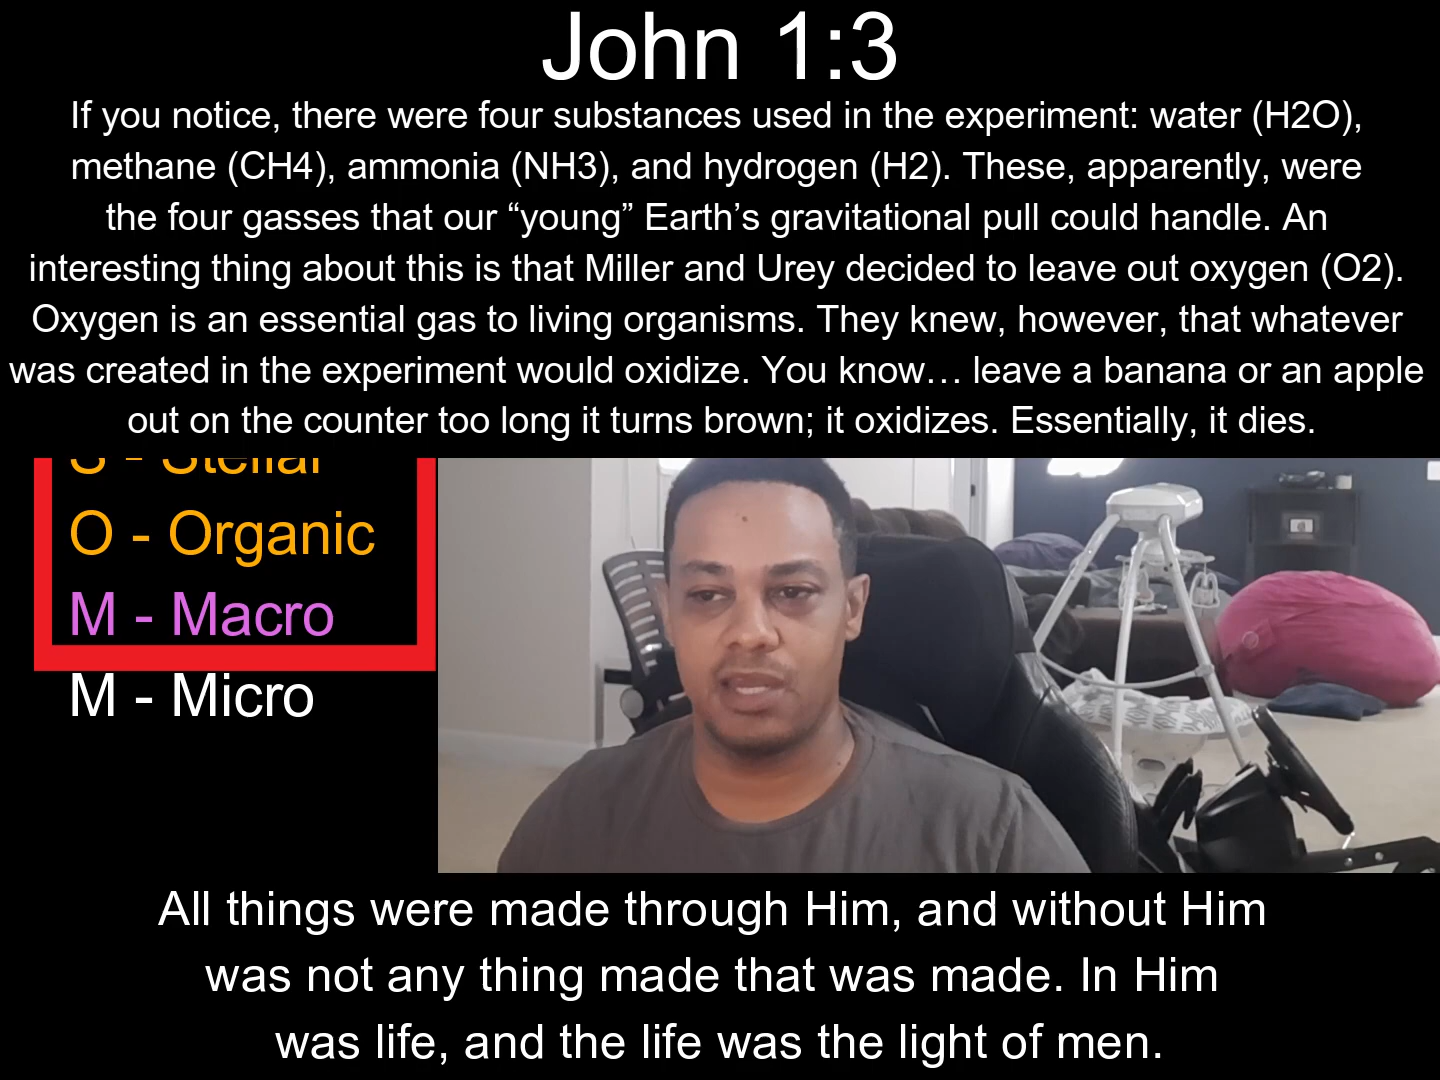 John 1:3
If you notice, there were four substances used in the experiment: water (H2O),
methane (CH4), ammonia (NH3), and hydrogen (H2). These, apparently, were
the four gasses that our “young” Earth’s gravitational pull could handle. An
interesting thing about this is that Miller and Urey decided to leave out oxygen (O2).
Oxygen is an essential gas to living organisms. They knew, however, that whatever
was created in the experiment would oxidize. You know… leave a banana or an apple
out on the counter too long it turns brown; it oxidizes. Essentially, it dies.
S - Stellar
O - Organic
M - Macro
M - Micro
All things were made through Him, and without Him
was not any thing made that was made. In Him
was life, and the life was the light of men.